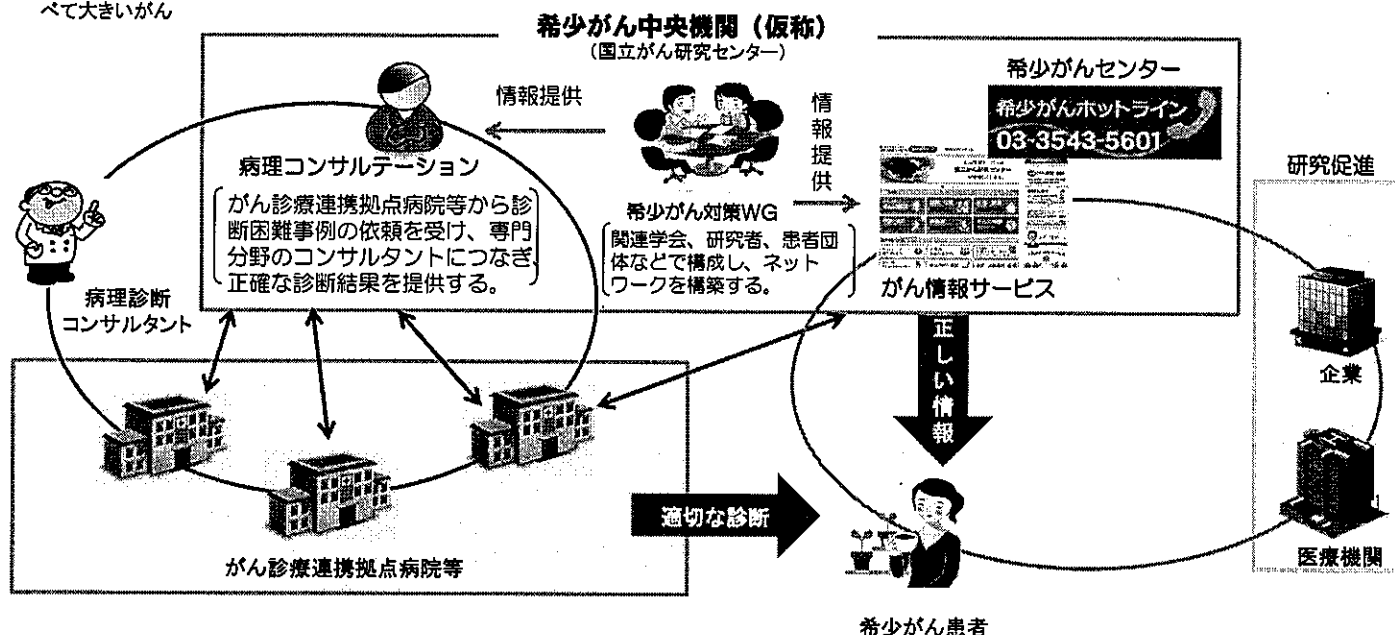 べて大きいがん
希少がん中央機関（仮称）
（国立がん研究センター）
情報提供
情報提供
希少がんセンター
希少がんホットライン
03-3543-5601
病理コンサルテーション
がん診療連携拠点病院等から診
断困難事例の依頼を受け、専門
分野のコンサルタントにつなぎ、
正確な診断結果を提供する。
希少がん対策WG
関連学会、研究者、患者団
体などで構成し、ネット
ワークを構築する。
がん情報サービス
研究促進
病理診断
コンサルタント
正しい情報
企業
適切な診断
医療機関
がん診療連携拠点病院等
希少がん患者